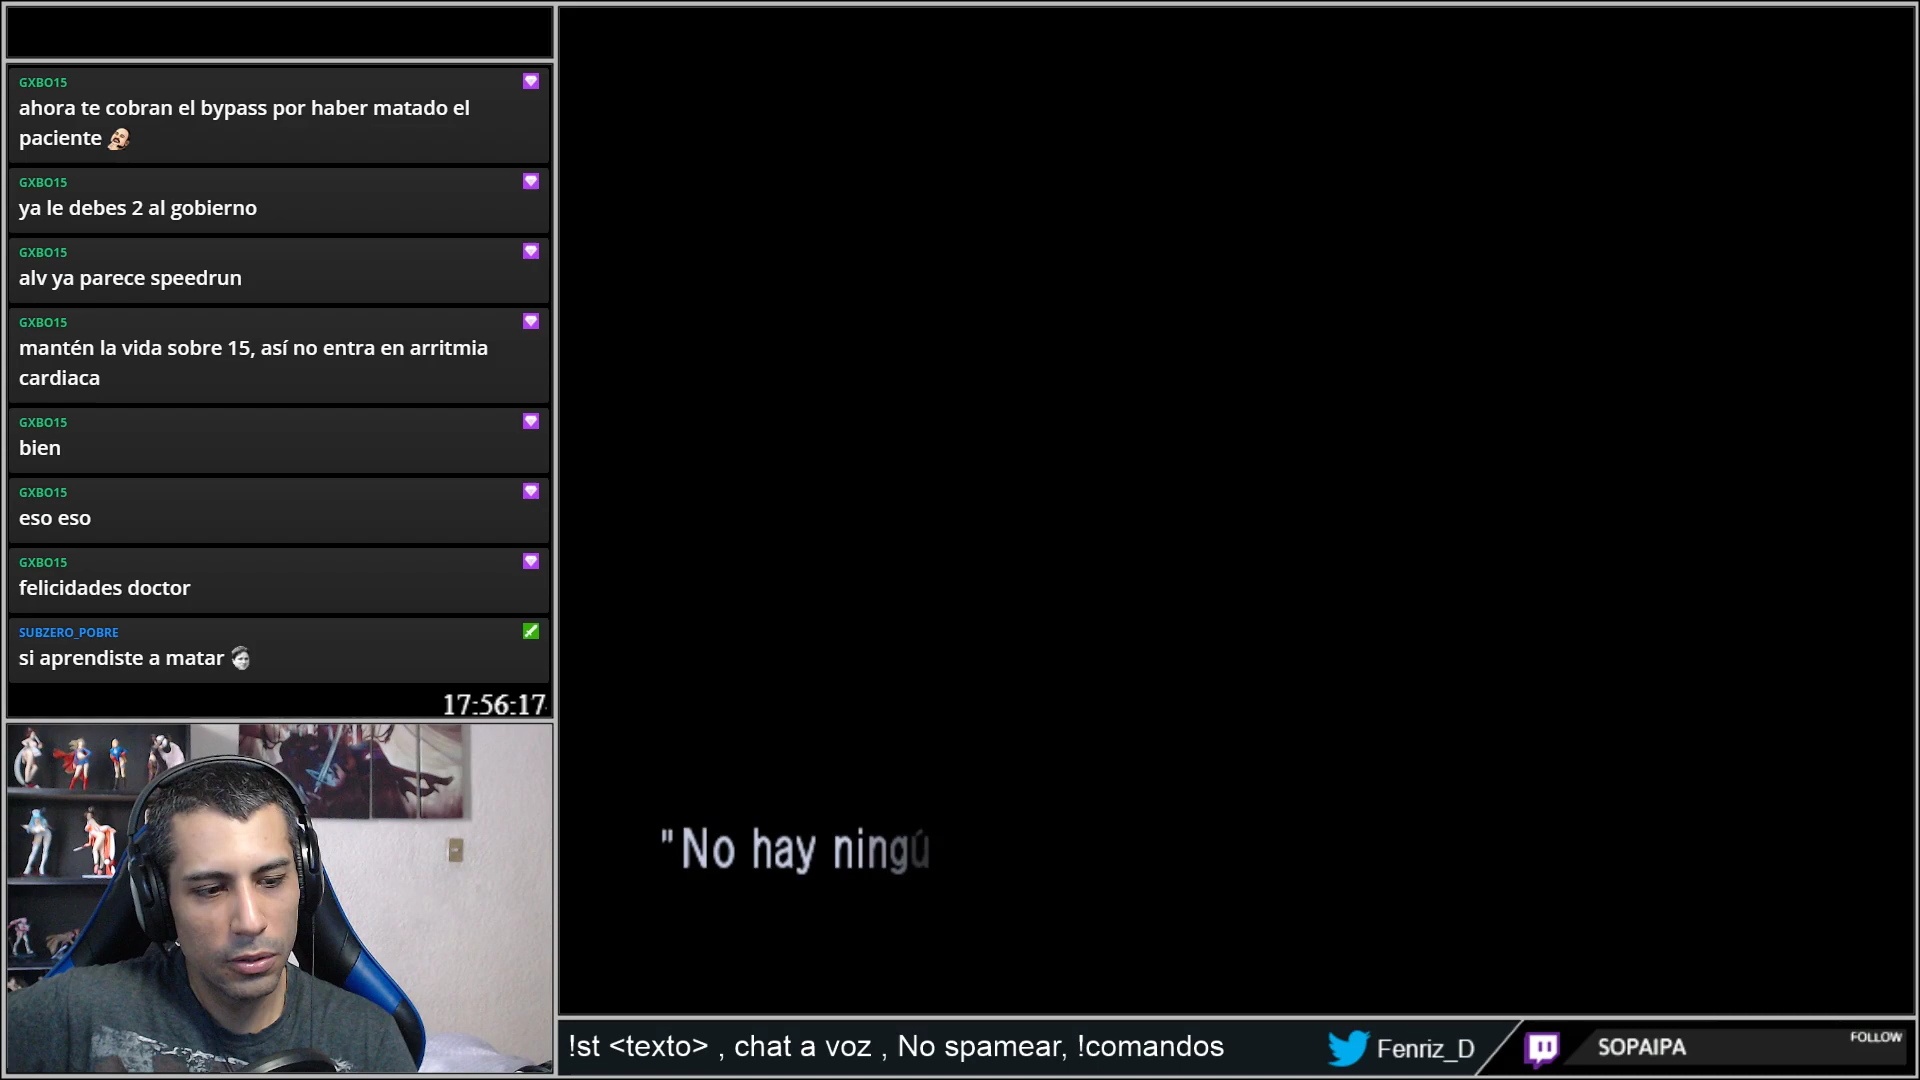 GXBO15
ahora te cobran el bypass por haber matado el
paciente
GXBO15
ya le debes 2 al gobierno
GXBO15
alv ya parece speedrun
GXBO15
mantén la vida sobre 15, así no entra en arritmia
cardiaca
GXBO15
bien
GXBO15
eso eso
GXBO15
felicidades doctor
SUBZERO_POBRE
si aprendiste a matar
17:56:17
"No hay ningú
!st <texto> , chat a voz , No spamear, !comandos
Fenriz_D
SOPAIPA
FOLLOW